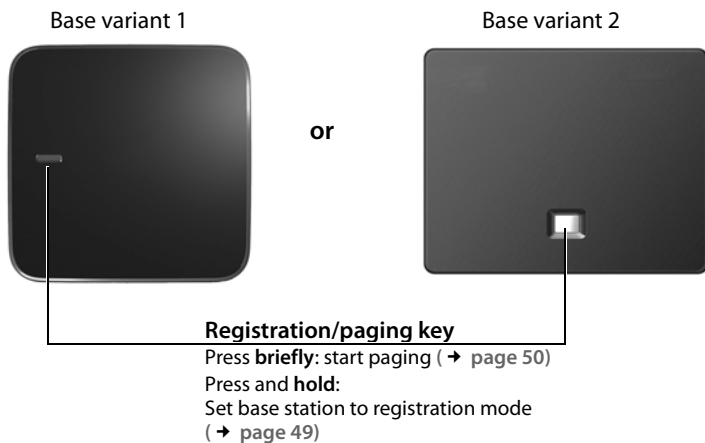 Base variant 1
Base variant 2
or
Registration/paging key
Press briefly: start paging ( ➔ page 50)
Press and hold:
Set base station to registration mode
( ➔ page 49)